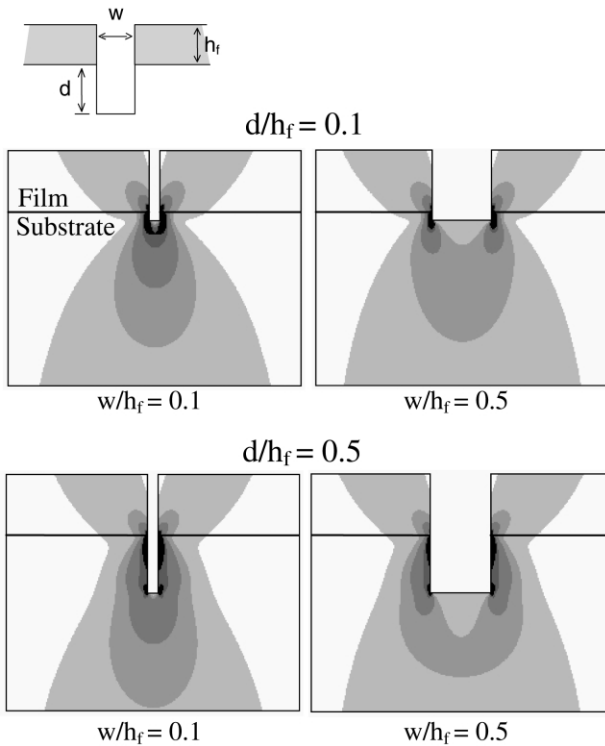 w
h_f
d
d/h_f = 0.1
Film
Substrate
w/h_f = 0.1
w/h_f = 0.5
d/h_f = 0.5
w/h_f = 0.1
w/h_f = 0.5